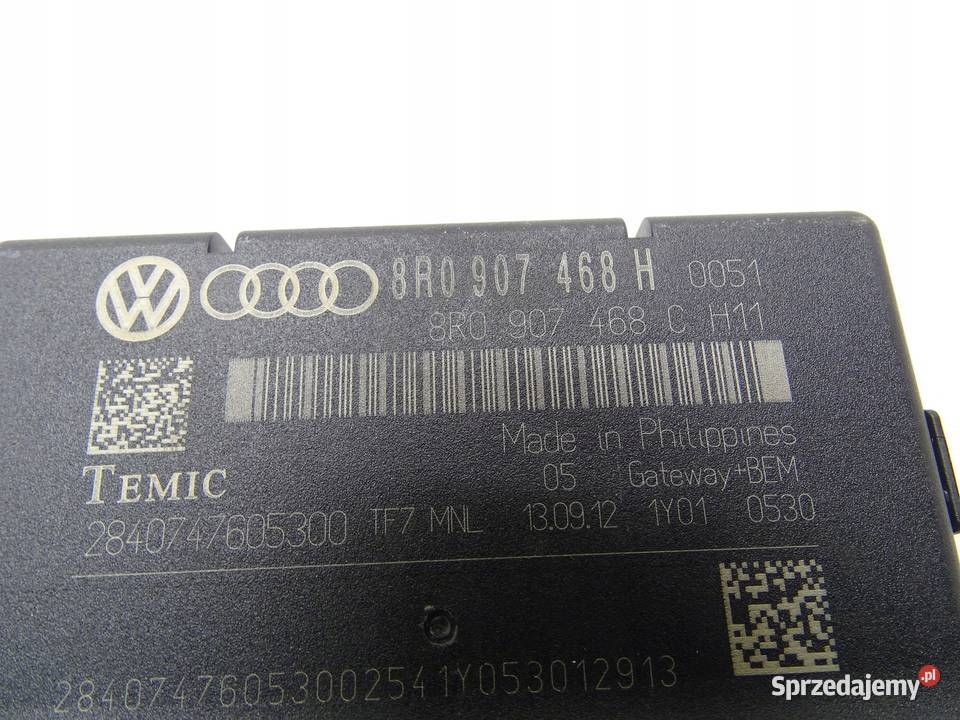 8R0 907 468 H 0051
8R0 907 468 C H11
Made in Philippines
TEMIC
05 Gateway+BEM
2840747605300 TF7 MNL 13.09.12 1Y01 0530
28407476053002541Y053012913
Sprzedajemy.pl